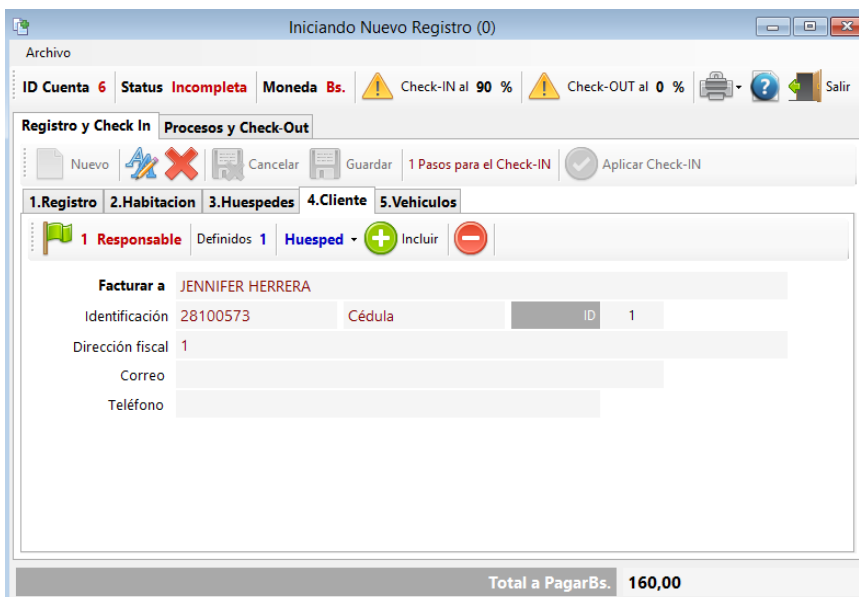 Iniciando Nuevo Registro (0)
Archivo
ID Cuenta 6 Status Incompleta Moneda Bs. Check-IN al 90 % Check-OUT al 0 % Salir
Registro y Check In Procesos y Check-Out
Nuevo Cancelar Guardar 1 Pasos para el Check-IN Aplicar Check-IN
1.Registro 2.Habitacion 3.Huespedes 4.Cliente 5.Vehiculos
1 Responsable Definidos 1 Huesped Incluir
Facturar a JENNIFER HERRERA
Identificación 28100573 Cédula ID 1
Dirección fiscal 1
Correo
Teléfono
Total a PagarBs. 160,00